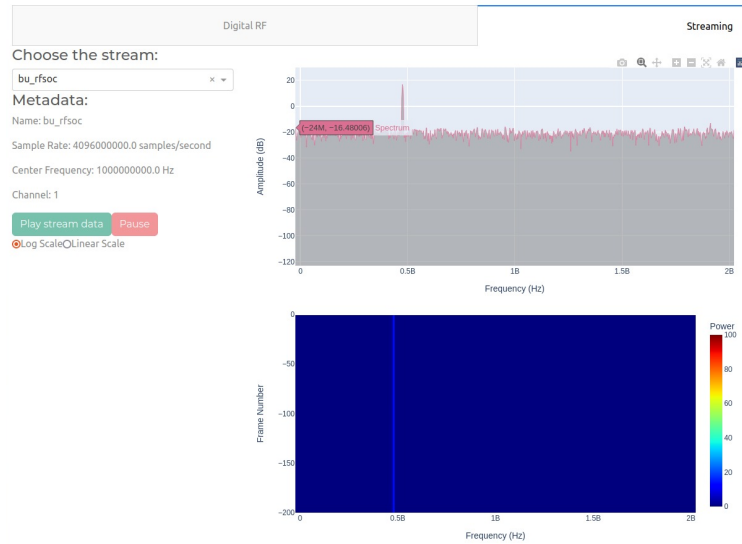 Digital RF
Streaming
Choose the stream:
bu_rfsoc
Metadata:
Name: bu_rfsoc
Sample Rate: 4096000000.0 samples/second
Center Frequency: 1000000000.0 Hz
Channel: 1
Play stream data Pause
Log Scale Linear Scale
20
0
−20
−40
−60
−80
−100
−120
Amplitude (dB)
(−24M, −16.48006) Spectrum
0 0.5B 1B 1.5B 2B
Frequency (Hz)
0
−50
−100
−150
−200
Frame Number
0 0.5B 1B 1.5B 2B
Frequency (Hz)
Power
100
80
60
40
20
0